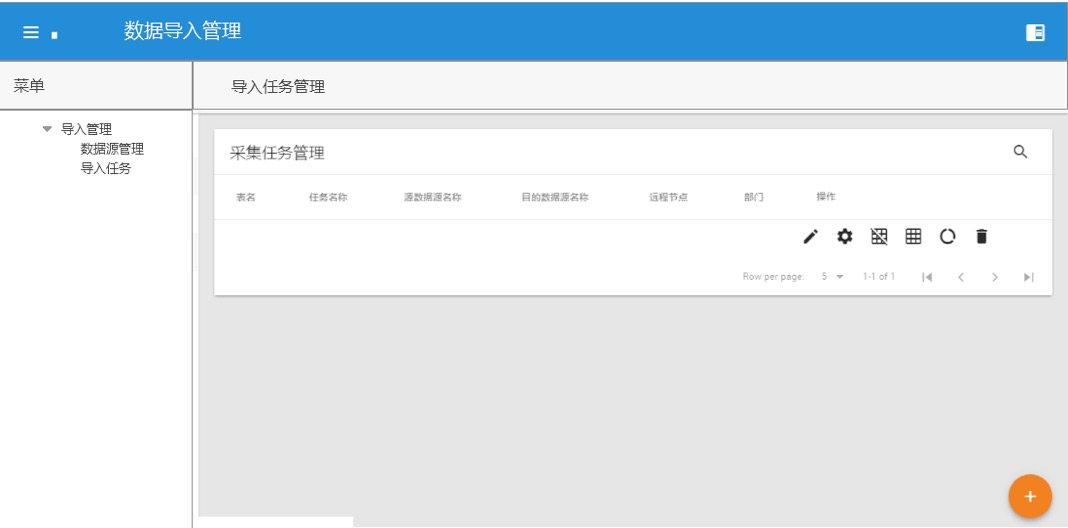 数据导入管理
菜单
导入任务管理
导入管理
数据源管理
导入任务
采集任务管理
表名 任务名称 源数据源名称 目的数据源名称 远程节点 部门 操作
Row per page: 5 1-1 of 1